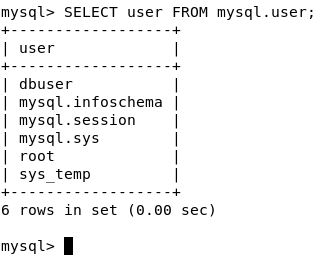 mysql> SELECT user FROM mysql.user;
+------------------+
| user             |
+------------------+
| dbuser           |
| mysql.infoschema |
| mysql.session    |
| mysql.sys        |
| root             |
| sys_temp         |
+------------------+
6 rows in set (0.00 sec)
mysql>